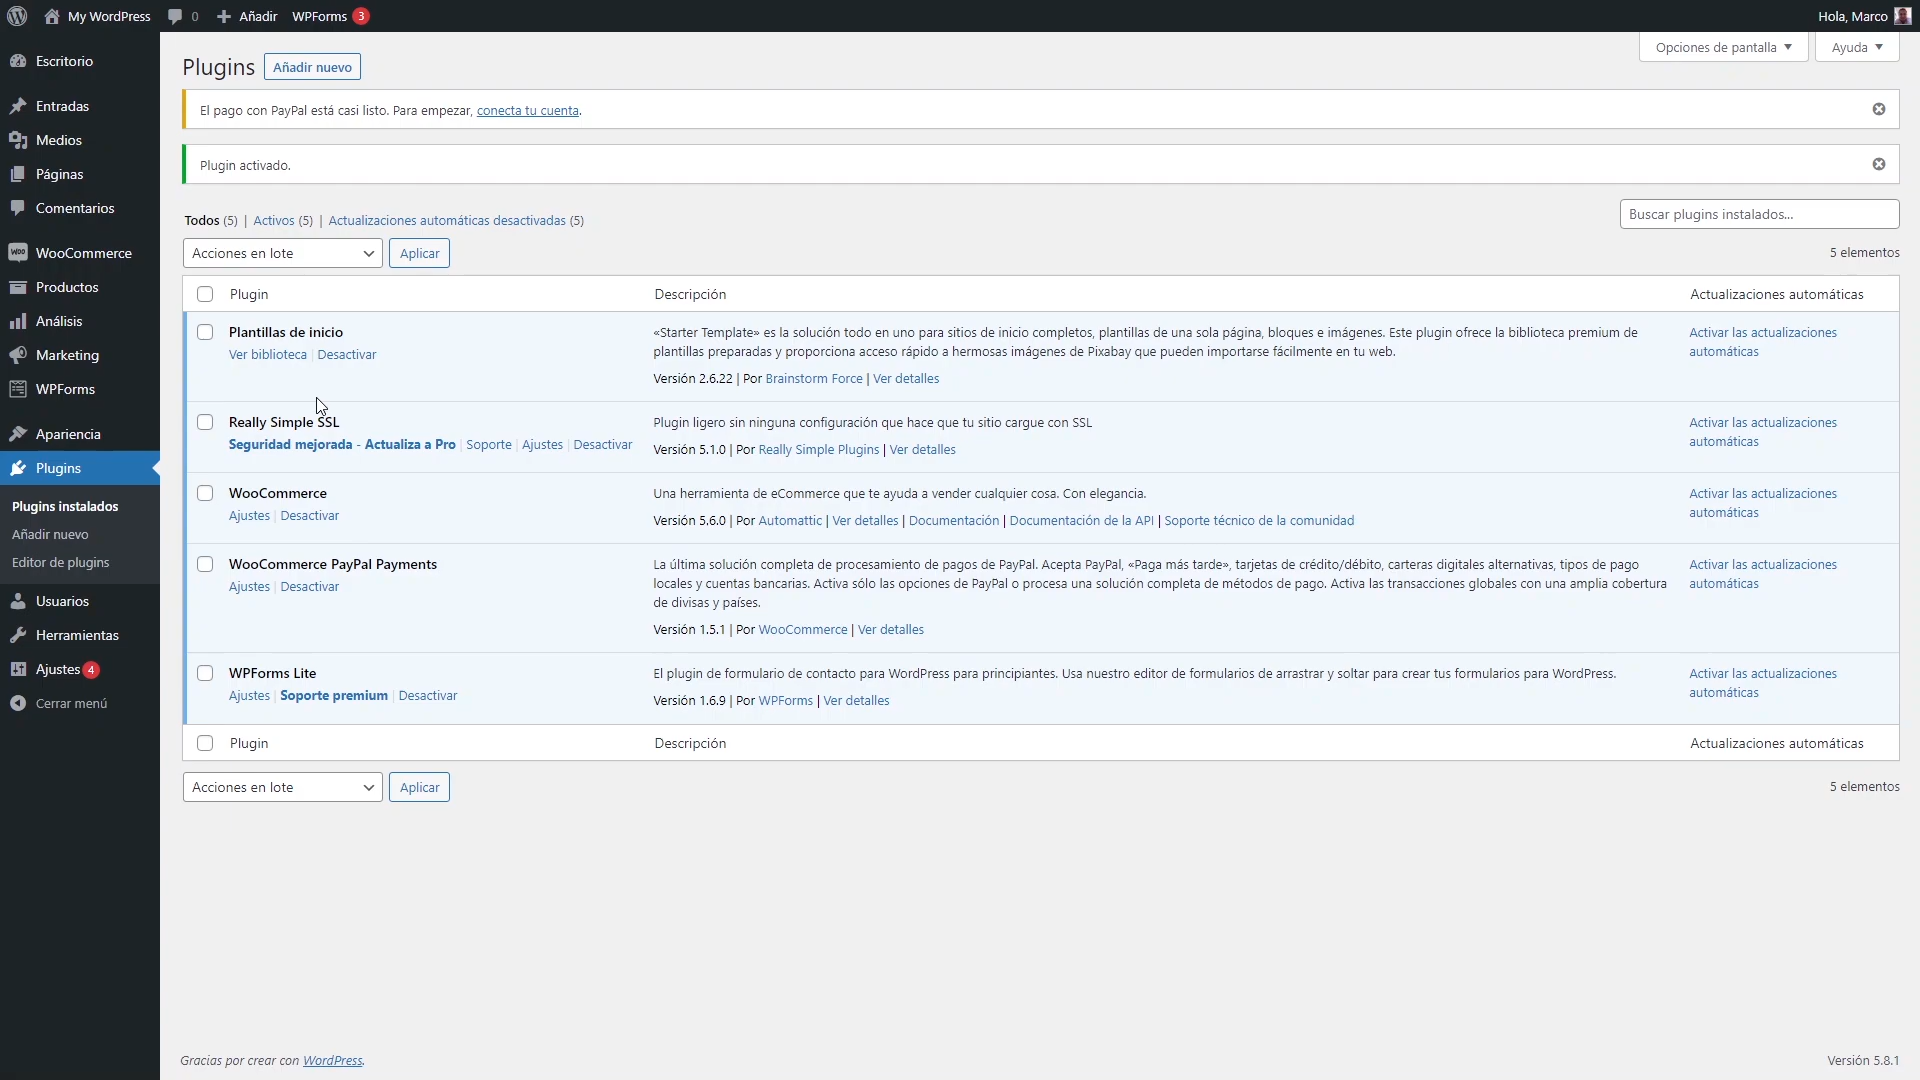 My WordPress 0 Añadir WPForms 3 Hola, Marco
Opciones de pantalla Ayuda
Escritorio
Entradas
Medios
Páginas
Comentarios
WooCommerce
Productos
Análisis
Marketing
WPForms
Apariencia
Plugins
Plugins instalados
Añadir nuevo
Editor de plugins
Usuarios
Herramientas
Ajustes 4
Cerrar menú
Plugins Añadir nuevo
El pago con PayPal está casi listo. Para empezar, conecta tu cuenta.
Plugin activado.
Todos (5) | Activos (5) | Actualizaciones automáticas desactivadas (5)
Buscar plugins instalados...
Acciones en lote Aplicar 5 elementos
Plugin Descripción Actualizaciones automáticas
Plantillas de inicio
Ver biblioteca | Desactivar
«Starter Template» es la solución todo en uno para sitios de inicio completos, plantillas de una sola página, bloques e imágenes. Este plugin ofrece la biblioteca premium de
plantillas preparadas y proporciona acceso rápido a hermosas imágenes de Pixabay que pueden importarse fácilmente en tu web.
Versión 2.6.22 | Por Brainstorm Force | Ver detalles
Activar las actualizaciones
automáticas
Really Simple SSL
Seguridad mejorada - Actualiza a Pro | Soporte | Ajustes | Desactivar
Plugin ligero sin ninguna configuración que hace que tu sitio cargue con SSL
Versión 5.1.0 | Por Really Simple Plugins | Ver detalles
Activar las actualizaciones
automáticas
WooCommerce
Ajustes | Desactivar
Una herramienta de eCommerce que te ayuda a vender cualquier cosa. Con elegancia.
Versión 5.6.0 | Por Automattic | Ver detalles | Documentación | Documentación de la API | Soporte técnico de la comunidad
Activar las actualizaciones
automáticas
WooCommerce PayPal Payments
Ajustes | Desactivar
La última solución completa de procesamiento de pagos de PayPal. Acepta PayPal, «Paga más tarde», tarjetas de crédito/débito, carteras digitales alternativas, tipos de pago
locales y cuentas bancarias. Activa sólo las opciones de PayPal o procesa una solución completa de métodos de pago. Activa las transacciones globales con una amplia cobertura
de divisas y países.
Versión 1.5.1 | Por WooCommerce | Ver detalles
Activar las actualizaciones
automáticas
WPForms Lite
Ajustes | Soporte premium | Desactivar
El plugin de formulario de contacto para WordPress para principiantes. Usa nuestro editor de formularios de arrastrar y soltar para crear tus formularios para WordPress.
Versión 1.6.9 | Por WPForms | Ver detalles
Activar las actualizaciones
automáticas
Plugin Descripción Actualizaciones automáticas
Acciones en lote Aplicar 5 elementos
Gracias por crear con WordPress. Versión 5.8.1